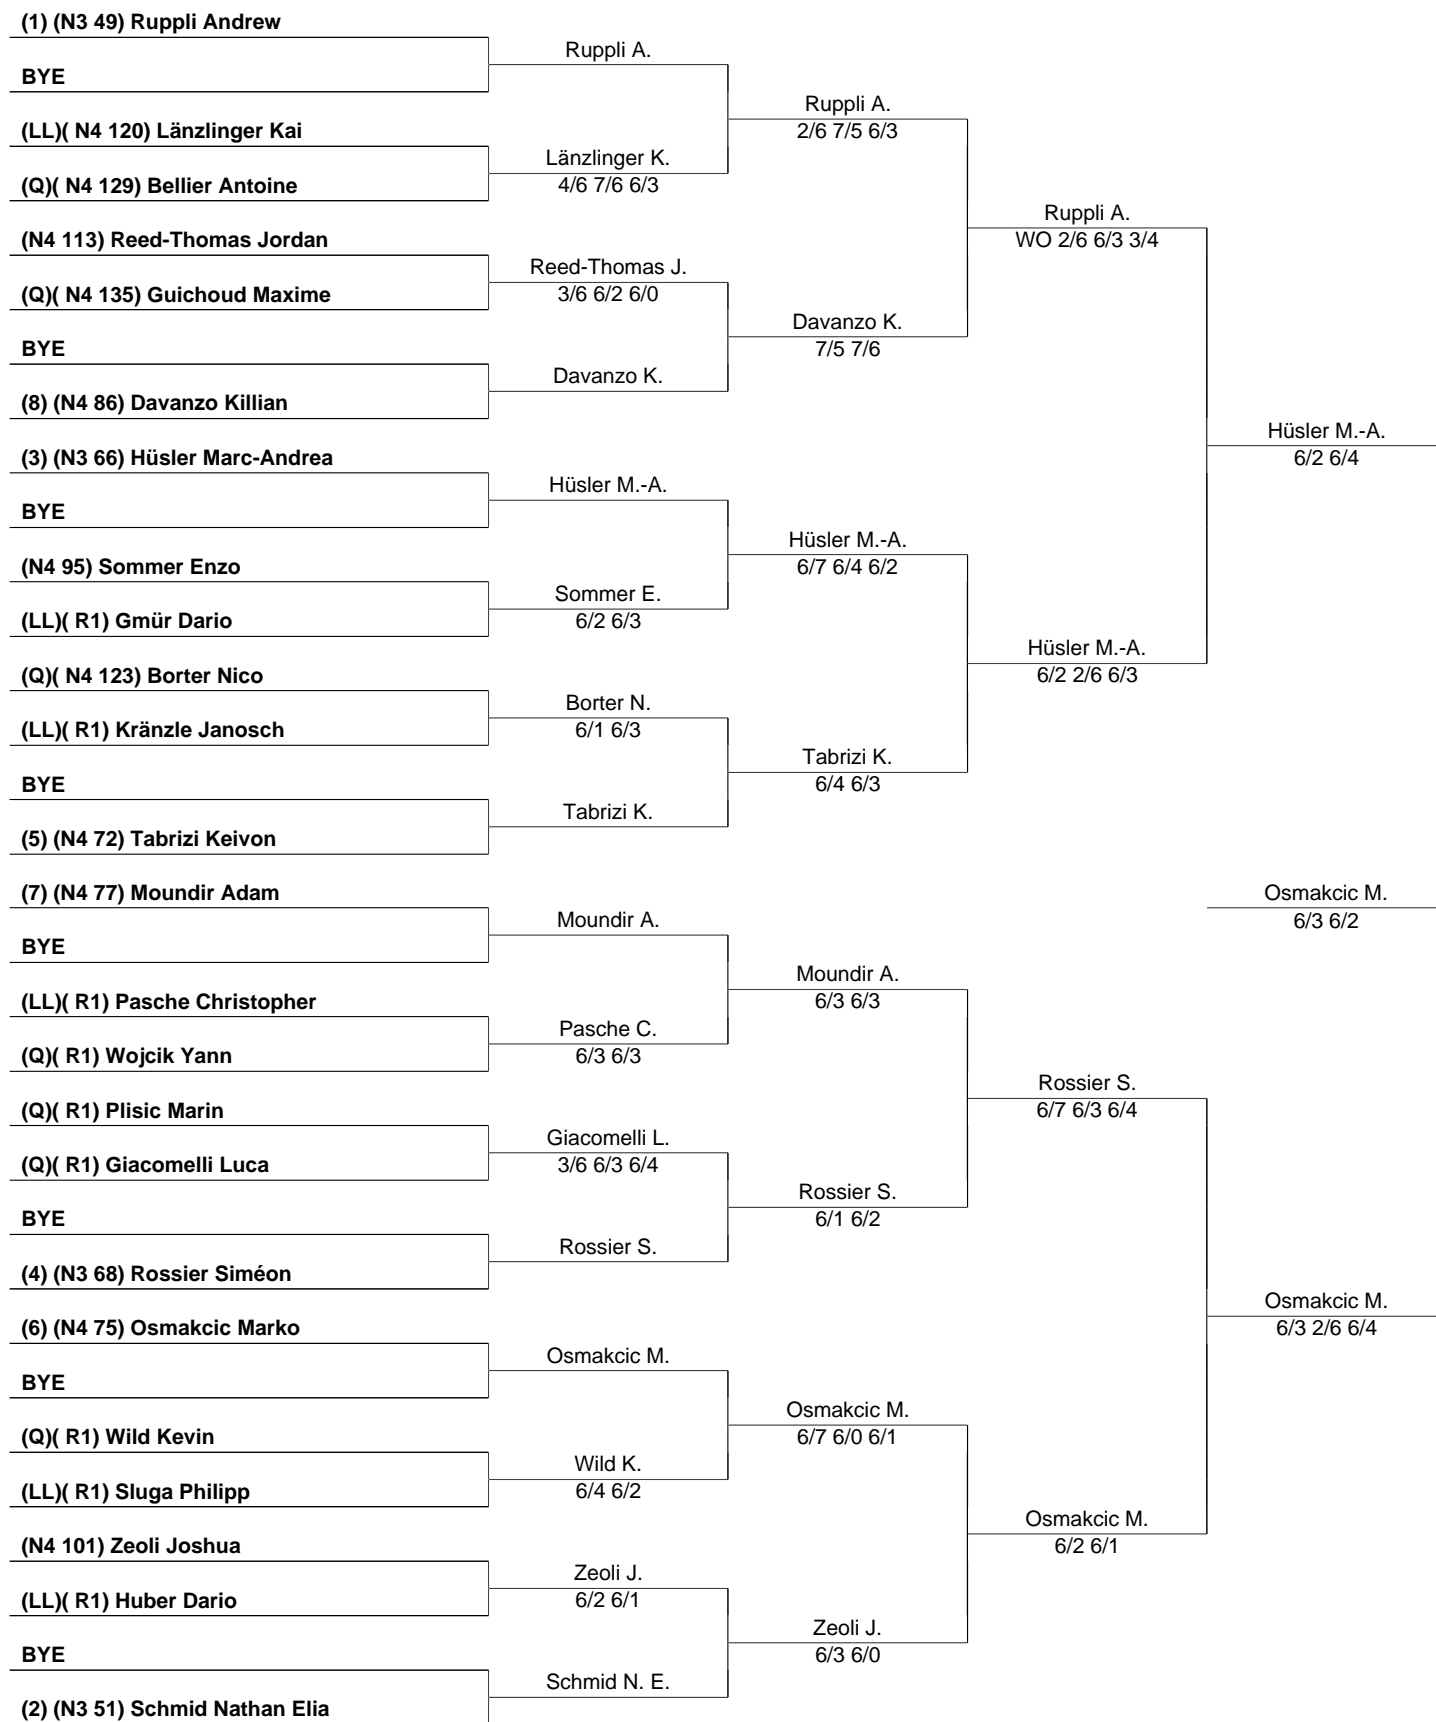 (1) (N3 49) Ruppli Andrew
Ruppli A.
BYE
Ruppli A.
2/6 7/5 6/3
(LL)( N4 120) Länzlinger Kai
Länzlinger K.
4/6 7/6 6/3
(Q)( N4 129) Bellier Antoine
Ruppli A.
WO 2/6 6/3 3/4
(N4 113) Reed-Thomas Jordan
Reed-Thomas J.
3/6 6/2 6/0
(Q)( N4 135) Guichoud Maxime
Davanzo K.
7/5 7/6
BYE
Davanzo K.
(8) (N4 86) Davanzo Killian
Hüsler M.-A.
6/2 6/4
(3) (N3 66) Hüsler Marc-Andrea
Hüsler M.-A.
BYE
Hüsler M.-A.
6/7 6/4 6/2
(N4 95) Sommer Enzo
Sommer E.
6/2 6/3
(LL)( R1) Gmür Dario
Hüsler M.-A.
6/2 2/6 6/3
(Q)( N4 123) Borter Nico
Borter N.
6/1 6/3
(LL)( R1) Kränzle Janosch
Tabrizi K.
6/4 6/3
BYE
Tabrizi K.
(5) (N4 72) Tabrizi Keivon
(7) (N4 77) Moundir Adam
Osmakcic M.
6/3 6/2
Moundir A.
BYE
Moundir A.
6/3 6/3
(LL)( R1) Pasche Christopher
Pasche C.
6/3 6/3
(Q)( R1) Wojcik Yann
Rossier S.
6/7 6/3 6/4
(Q)( R1) Plisic Marin
Giacomelli L.
3/6 6/3 6/4
(Q)( R1) Giacomelli Luca
Rossier S.
6/1 6/2
BYE
Rossier S.
(4) (N3 68) Rossier Siméon
Osmakcic M.
6/3 2/6 6/4
(6) (N4 75) Osmakcic Marko
Osmakcic M.
BYE
Osmakcic M.
6/7 6/0 6/1
(Q)( R1) Wild Kevin
Wild K.
6/4 6/2
(LL)( R1) Sluga Philipp
Osmakcic M.
6/2 6/1
(N4 101) Zeoli Joshua
Zeoli J.
6/2 6/1
(LL)( R1) Huber Dario
Zeoli J.
6/3 6/0
BYE
Schmid N. E.
(2) (N3 51) Schmid Nathan Elia